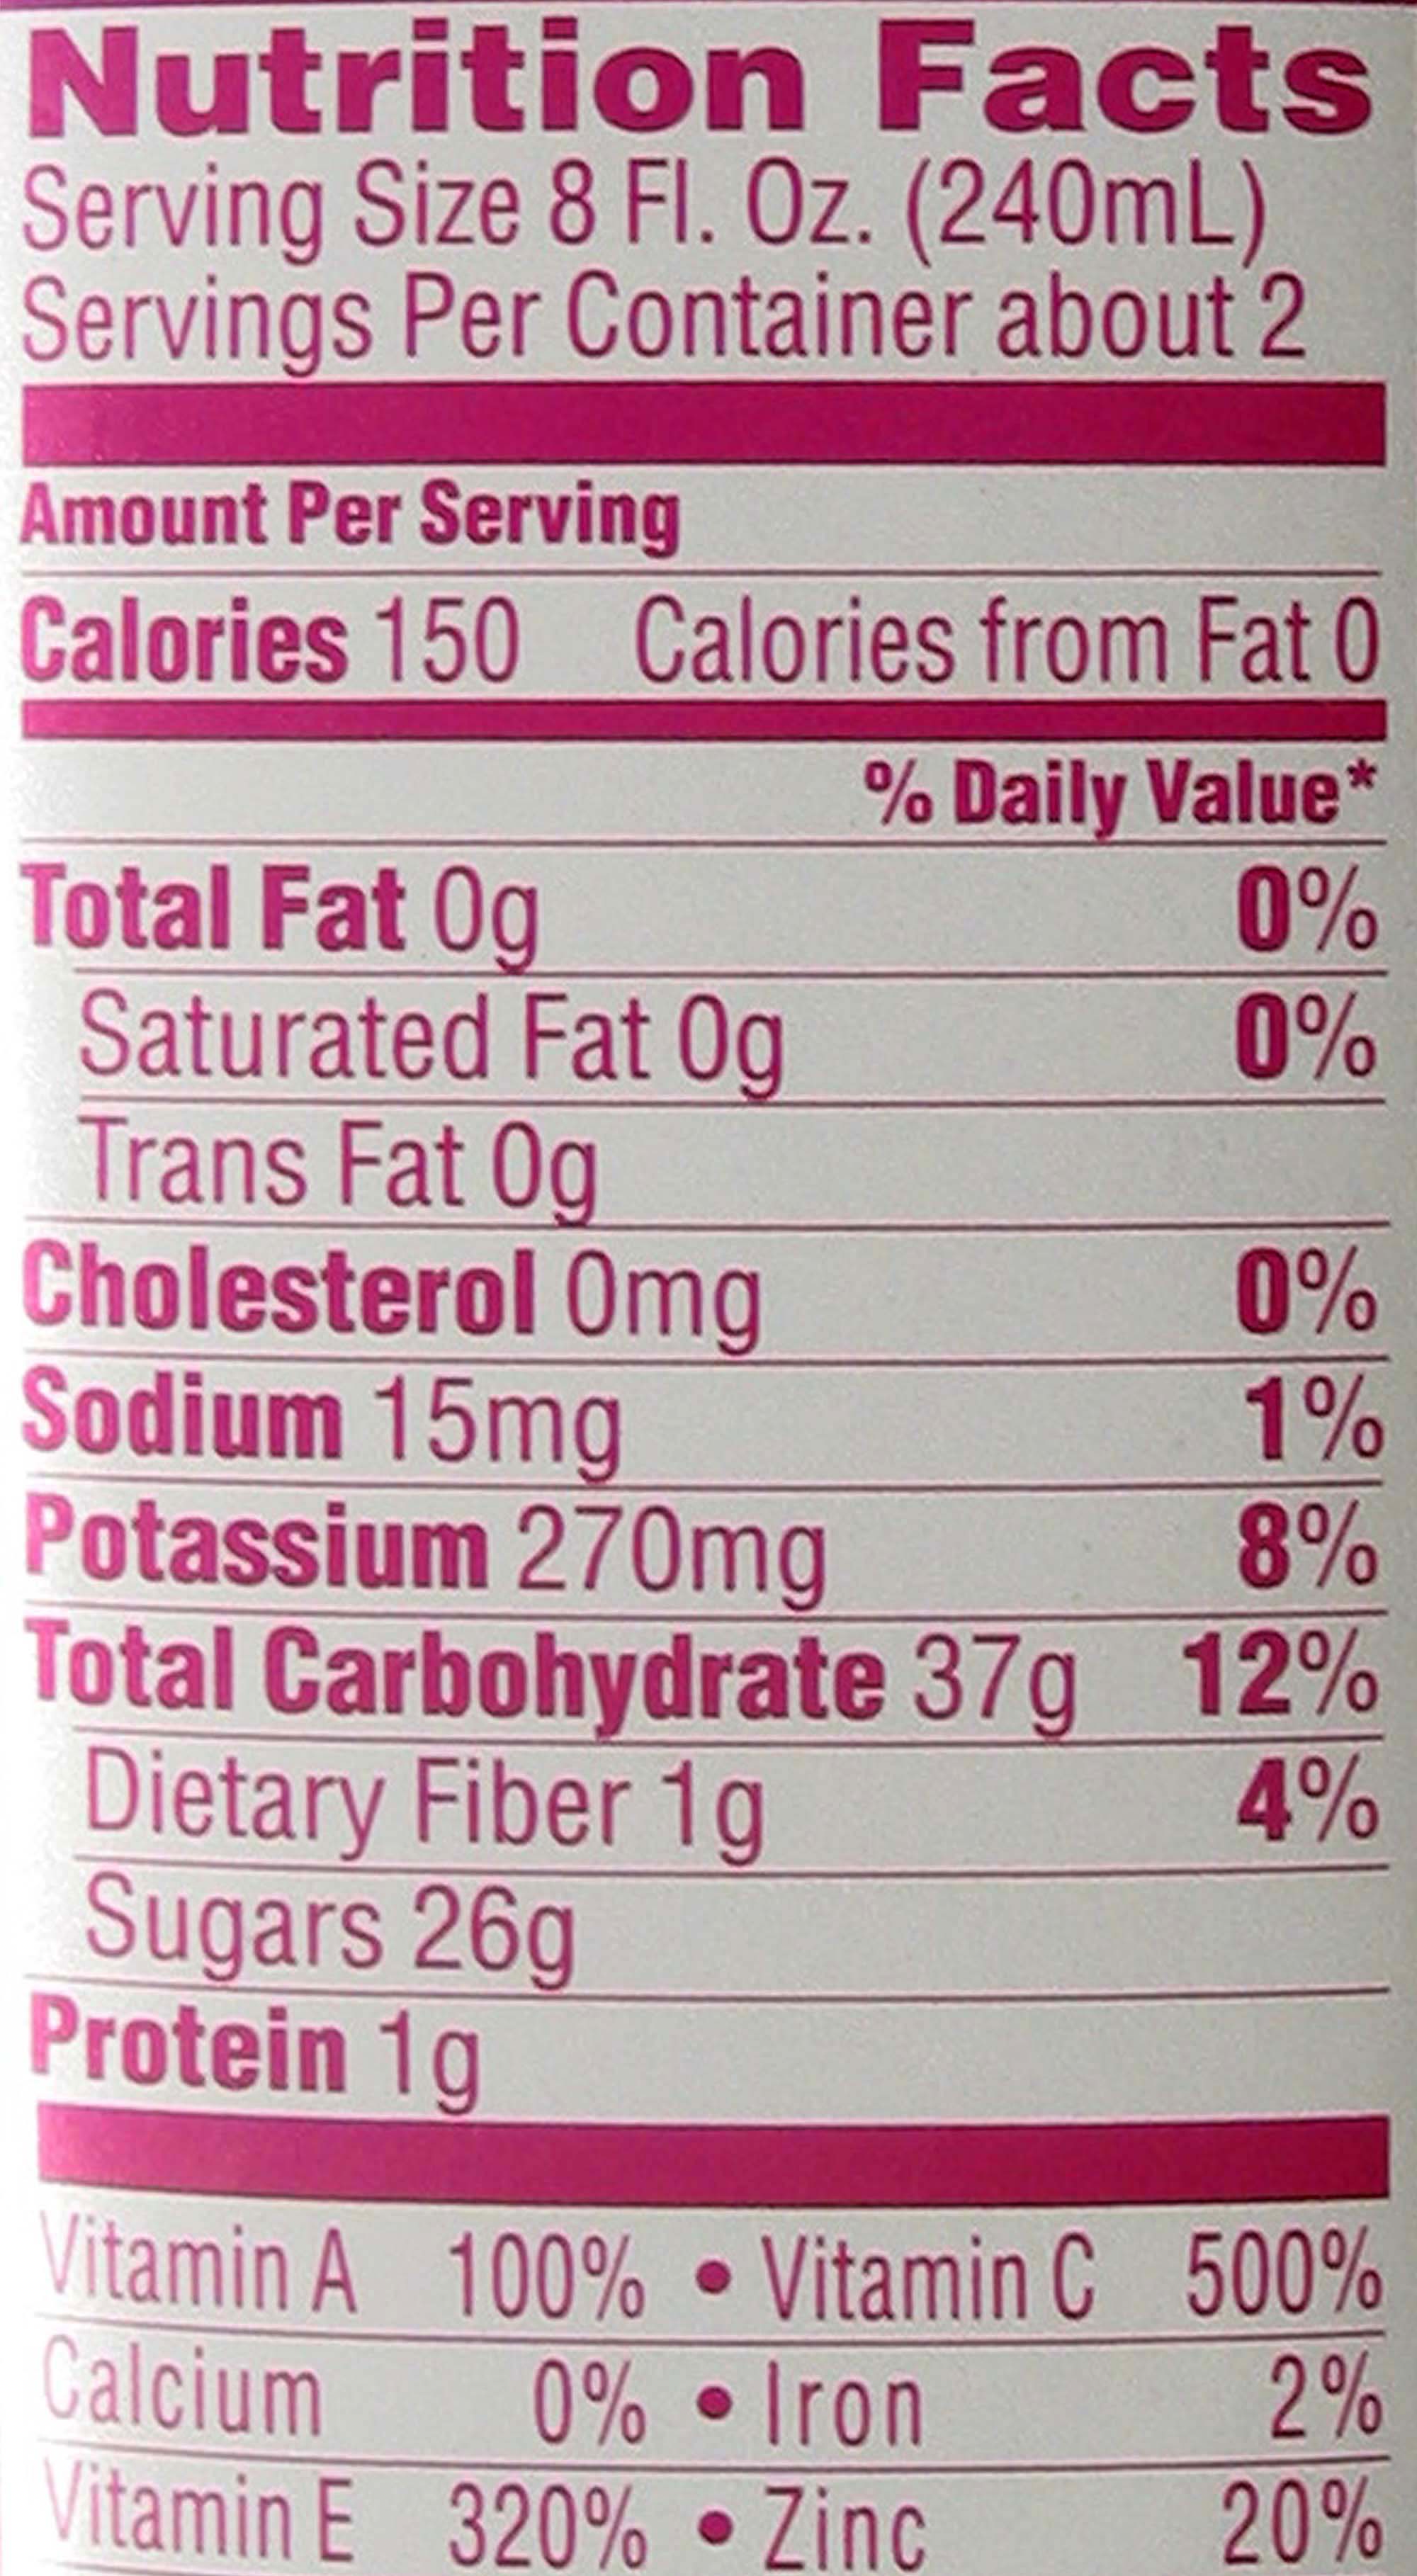 Nutrition Facts
Serving Size 8 Fl. Oz. (240mL)
Servings Per Container about 2
Amount Per Serving
Calories 150 Calories from Fat 0
% Daily Value*
Total Fat 0g 0%
Saturated Fat 0g 0%
Trans Fat 0g
Cholesterol 0mg 0%
Sodium 15mg 1%
Potassium 270mg 8%
Total Carbohydrate 37g 12%
Dietary Fiber 1g 4%
Sugars 26g
Protein 1g
Vitamin A 100% • Vitamin C 500%
Calcium 0% • Iron 2%
Vitamin E 320% • Zinc 20%